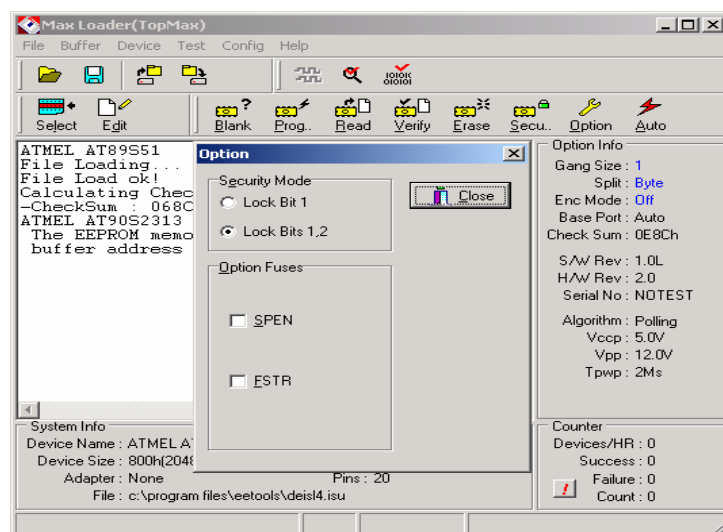 Max Loader(TopMax)
File Buffer Device Test Config Help
Select Edit Blank Prog.. Read Verify Erase Secu.. Option Auto
ATMEL AT89S51
File Loading...
File Load ok!
Calculating Chec
-CheckSum : 068C
ATMEL AT90S2313
The EEPROM memo
buffer address
Option
Security Mode
Lock Bit 1
Lock Bits 1,2
Close
Option Fuses
SPEN
FSTR
Option Info
Gang Size : 1
Split : Byte
Enc Mode : Off
Base Port : Auto
Check Sum : 0E8Ch
S/W Rev : 1.0L
H/W Rev : 2.0
Serial No : NOTEST
Algorithm : Polling
Vccp : 5.0V
Vpp : 12.0V
Tpwp : 2Ms
System Info
Device Name : ATMEL A
Device Size : 800h(204
Adapter : None Pins : 20
File : c:\program files\eetools\deisl4.isu
Counter
Devices/HR : 0
Success : 0
Failure : 0
Count : 0